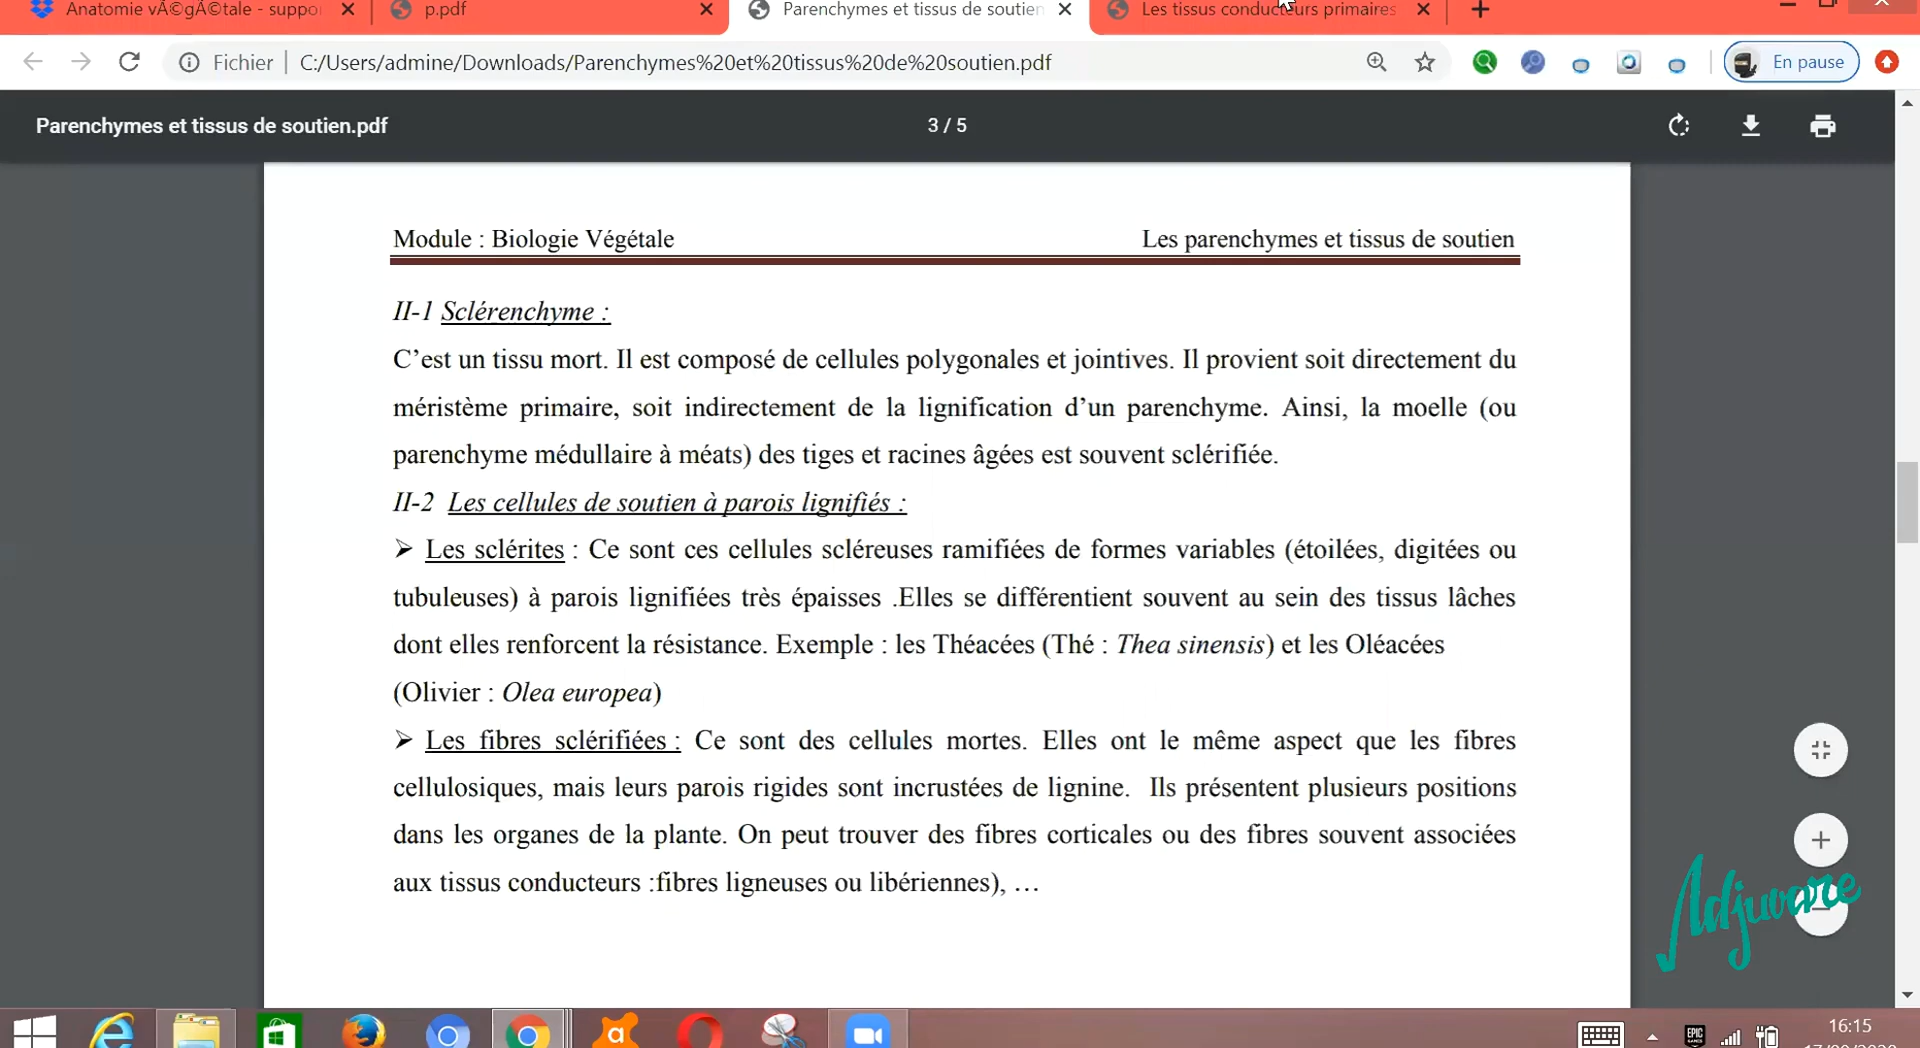 Anatomie vÃ©gÃ©tale - suppo
p.pdf
Parenchymes et tissus de soutien
Les tissus conducteurs primaires
Fichier
C:/Users/admine/Downloads/Parenchymes%20et%20tissus%20de%20soutien.pdf
En pause
Parenchymes et tissus de soutien.pdf
3 / 5
Module : Biologie Végétale
Les parenchymes et tissus de soutien
II-1 Sclérenchyme :
C’est un tissu mort. Il est composé de cellules polygonales et jointives. Il provient soit directement du
méristème primaire, soit indirectement de la lignification d’un parenchyme. Ainsi, la moelle (ou
parenchyme médullaire à méats) des tiges et racines âgées est souvent sclérifiée.
II-2 Les cellules de soutien à parois lignifiés :
➢ Les sclérites : Ce sont ces cellules scléreuses ramifiées de formes variables (étoilées, digitées ou
tubuleuses) à parois lignifiées très épaisses .Elles se différentient souvent au sein des tissus lâches
dont elles renforcent la résistance. Exemple : les Théacées (Thé : Thea sinensis) et les Oléacées
(Olivier : Olea europea)
➢ Les fibres sclérifiées : Ce sont des cellules mortes. Elles ont le même aspect que les fibres
cellulosiques, mais leurs parois rigides sont incrustées de lignine. Ils présentent plusieurs positions
dans les organes de la plante. On peut trouver des fibres corticales ou des fibres souvent associées
aux tissus conducteurs :fibres ligneuses ou libériennes), …
Adjuvare
EPIC
16:15